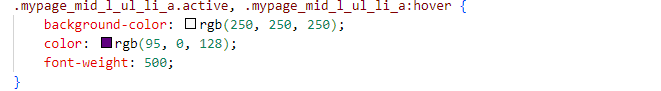 .mypage_mid_l_ul_li_a.active, .mypage_mid_l_ul_li_a:hover {
    background-color: rgb(250, 250, 250);
    color: rgb(95, 0, 128);
    font-weight: 500;
}